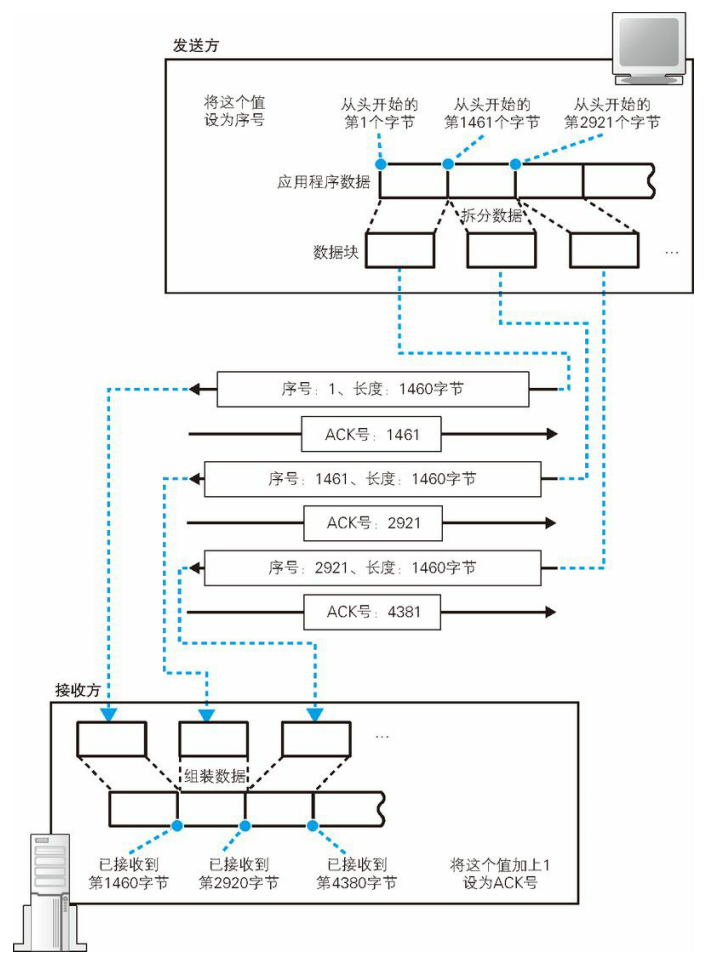 发送方
将这个值
设为序号
从头开始的
第1个字节
从头开始的
第1461个字节
从头开始的
第2921个字节
应用程序数据
拆分数据
数据块
…
序号：1、长度：1460字节
ACK号：1461
序号：1461、长度：1460字节
ACK号：2921
序号：2921、长度：1460字节
ACK号：4381
接收方
…
组装数据
已接收到
第1460字节
已接收到
第2920字节
已接收到
第4380字节
将这个值加上1
设为ACK号